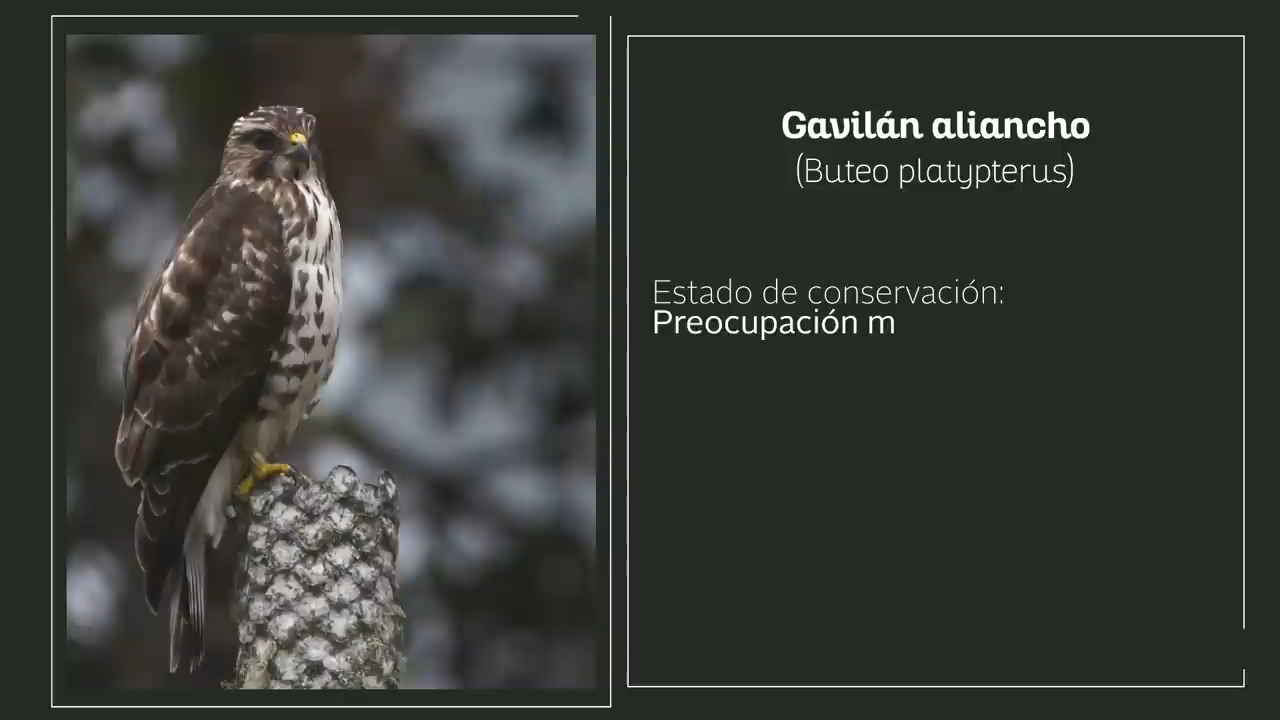 Gavilán aliancho
(Buteo platypterus)
Estado de conservación:
Preocupación m